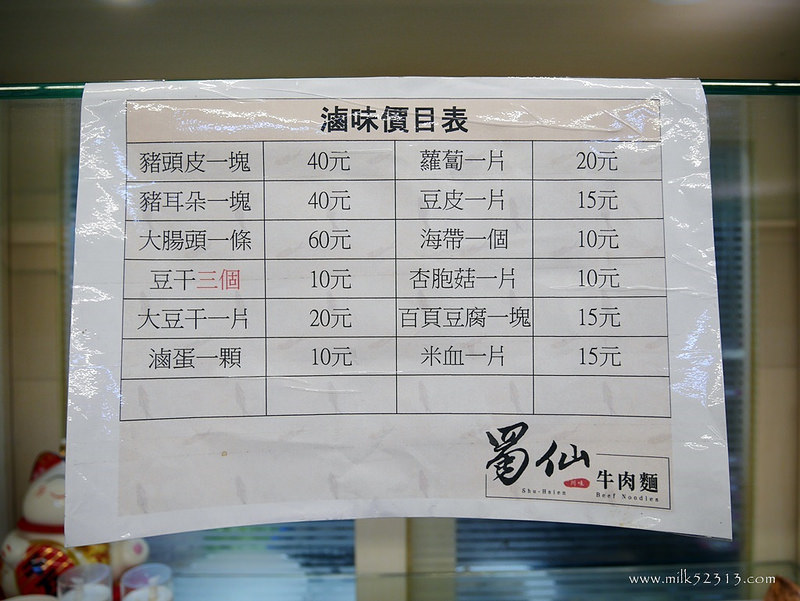 滷味價目表
豬頭皮一塊 40元 蘿蔔一片 20元
豬耳朵一塊 40元 豆皮一片 15元
大腸頭一條 60元 海帶一個 10元
豆干三個 10元 杏胞菇一片 10元
大豆干一片 20元 百頁豆腐一塊 15元
滷蛋一顆 10元 米血一片 15元
蜀仙 川味 牛肉麵
Shu-Hsien Beef Noodles
www.milk52313.com